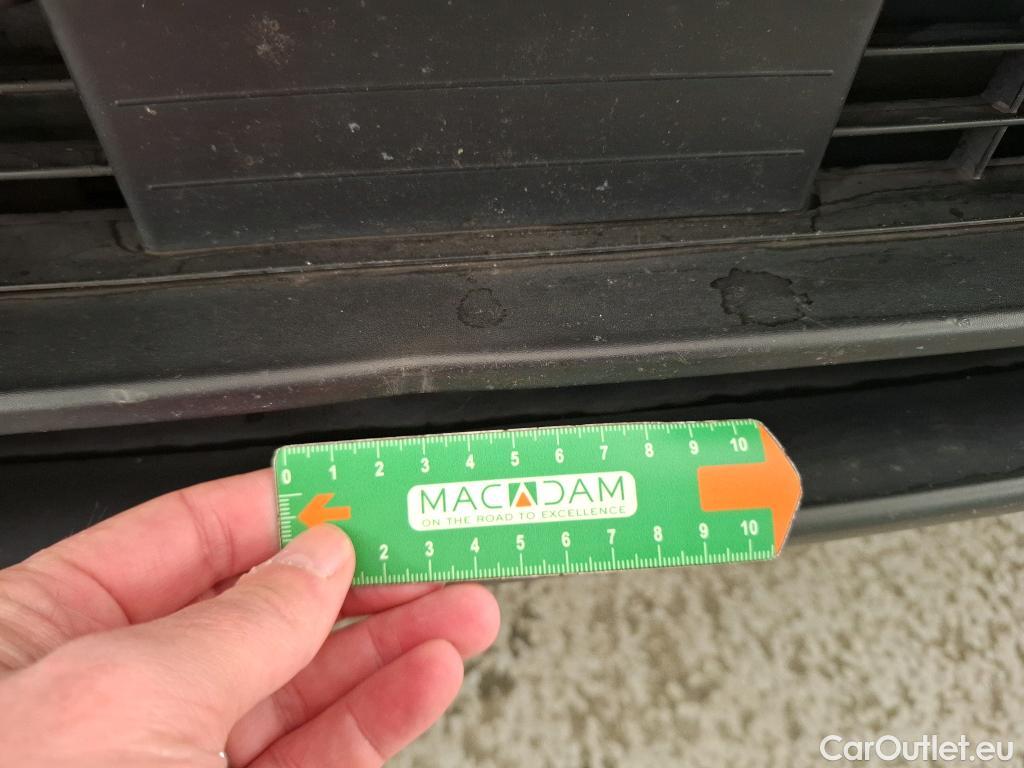 0 1 2 3 4 5 6 7 8 9 10
MACADAM
ON THE ROAD TO EXCELLENCE
2 3 4 5 6 7 8 9 10
CarOutlet.eu